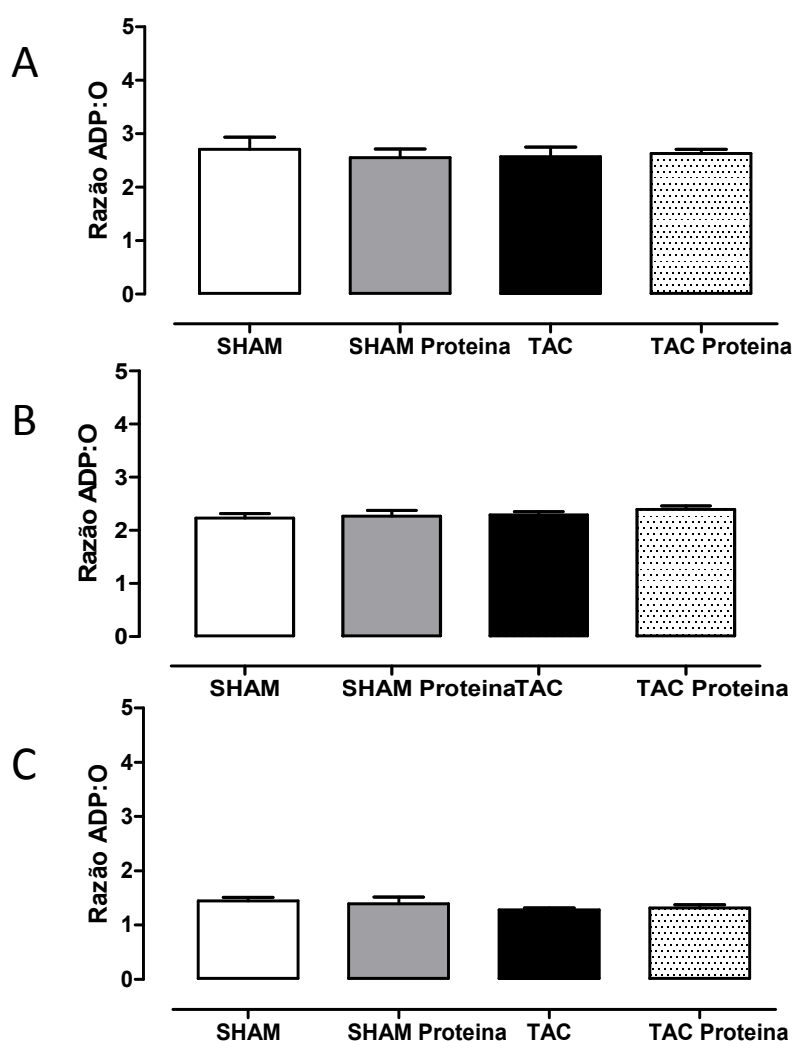 A
Razão ADP:O
5
4
3
2
1
0
SHAM SHAM Proteina TAC TAC Proteina
B
Razão ADP:O
5
4
3
2
1
0
SHAM SHAM ProteinaTAC TAC Proteina
C
Razão ADP:O
5
4
3
2
1
0
SHAM SHAM Proteina TAC TAC Proteina